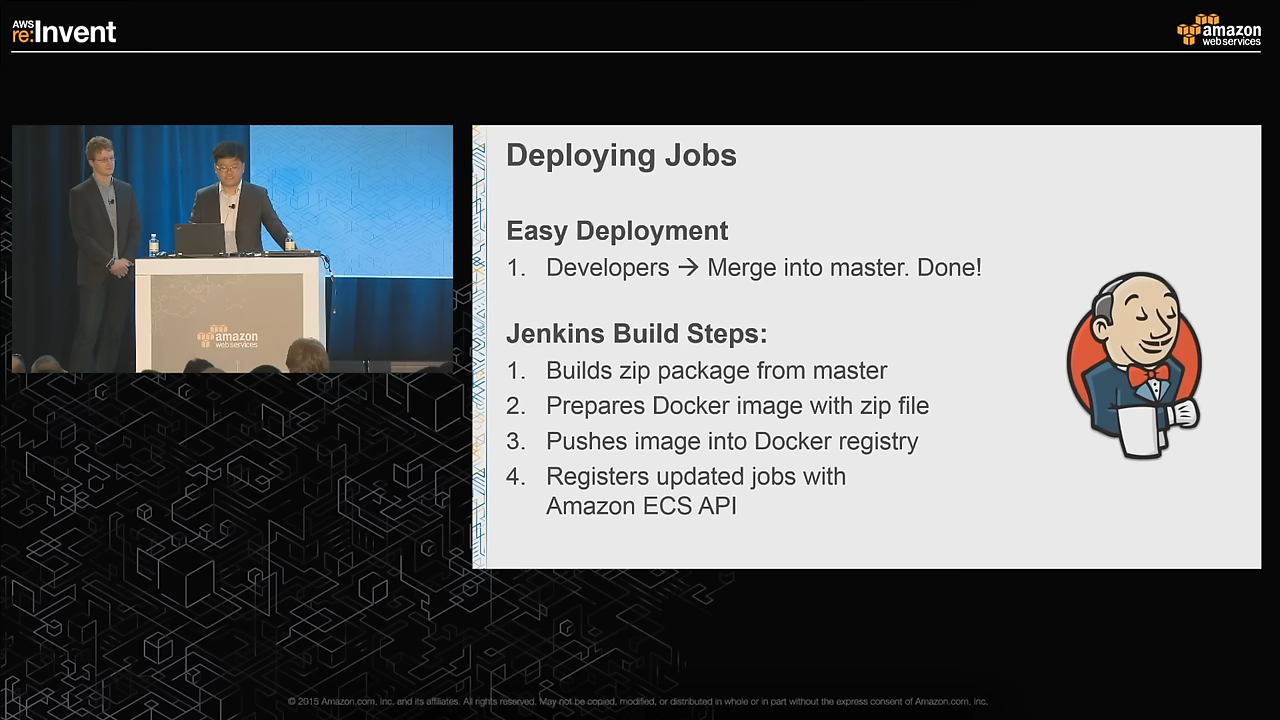 AWS
re:Invent
amazon
web services
Deploying Jobs
Easy Deployment
1. Developers → Merge into master. Done!
Jenkins Build Steps:
1. Builds zip package from master
2. Prepares Docker image with zip file
3. Pushes image into Docker registry
4. Registers updated jobs with
Amazon ECS API
amazon
web services
© 2015 Amazon.com, Inc. and its affiliates. All rights reserved. May not be copied, modified, or distributed in whole or in part without the express consent of Amazon.com, Inc.